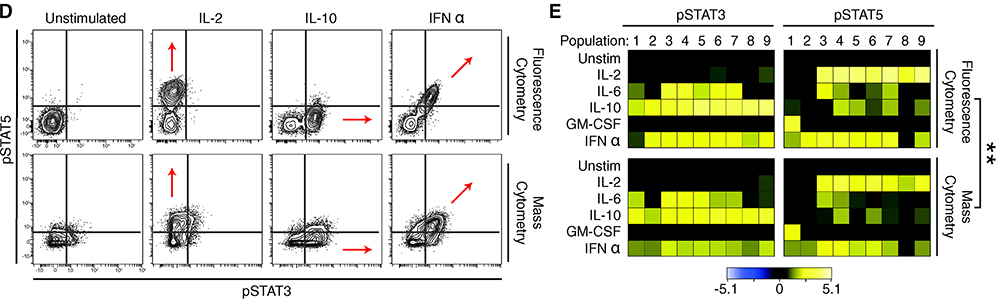 D
Unstimulated IL-2 IL-10 IFN α
Fluorescence
Cytometry
Mass
Cytometry
pSTAT5
pSTAT3
E
pSTAT3 pSTAT5
Population: 1 2 3 4 5 6 7 8 9 1 2 3 4 5 6 7 8 9
Unstim
IL-2
IL-6
IL-10
GM-CSF
IFN α
Fluorescence
Cytometry
Unstim
IL-2
IL-6
IL-10
GM-CSF
IFN α
Mass
Cytometry
**
-5.1 0 5.1